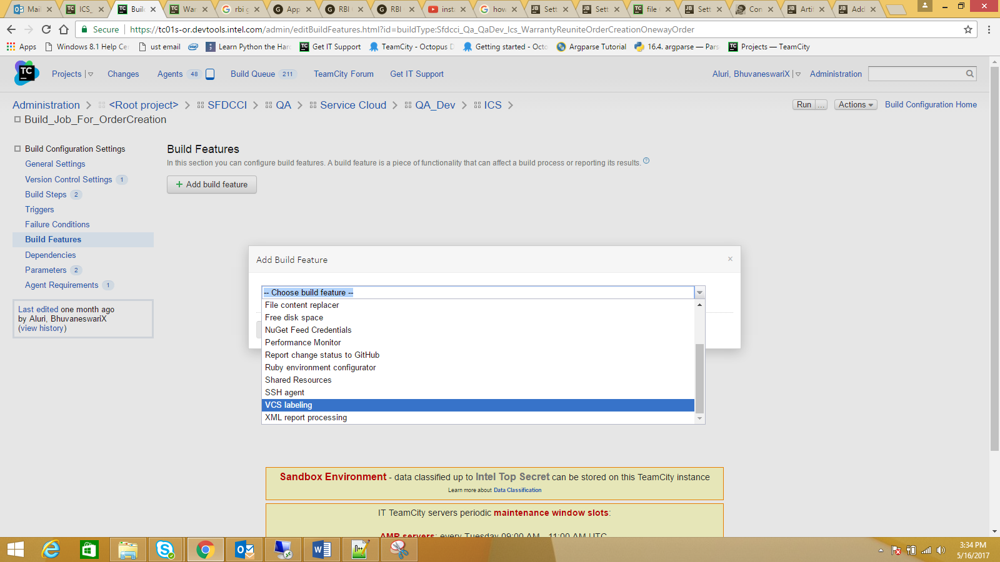 Mail
ICS_
Buil
War
rbi g
App
RBI
RBI
inst
how
Sett
Sett
file
Sett
Con
Arti
Add
Secure
https://tc01s-or.devtools.intel.com/admin/editBuildFeatures.html?id=buildType:Sfdcci_Qa_QaDev_Ics_WarrantyReuniteOrderCreationOnewayOrder
Apps
Windows 8.1 Help Ce
ust email
Learn Python the Har
Get IT Support
TeamCity - Octopus D
Getting started - Octo
Argparse Tutorial
16.4. argparse — Pars
Projects — TeamCity
TC
Projects
Changes
Agents 48
Build Queue 211
TeamCity Forum
Get IT Support
Aluri, BhuvaneswariX
Administration
Administration
<Root project>
SFDCCI
QA
Service Cloud
QA_Dev
ICS
Run ...
Actions
Build Configuration Home
Build_Job_For_OrderCreation
Build Configuration Settings
General Settings
Version Control Settings 1
Build Steps 2
Triggers
Failure Conditions
Build Features
Dependencies
Parameters 2
Agent Requirements 1
Last edited one month ago
by Aluri, BhuvaneswariX
(view history)
Build Features
In this section you can configure build features. A build feature is a piece of functionality that can affect a build process or reporting its results.
+ Add build feature
Add Build Feature
-- Choose build feature --
File content replacer
Free disk space
NuGet Feed Credentials
Performance Monitor
Report change status to GitHub
Ruby environment configurator
Shared Resources
SSH agent
VCS labeling
XML report processing
Sandbox Environment - data classified up to Intel Top Secret can be stored on this TeamCity instance
Learn more about Data Classification
IT TeamCity servers periodic maintenance window slots:
AMR servers: every Tuesday 09:00 AM - 11:00 AM UTC
3:34 PM
5/16/2017